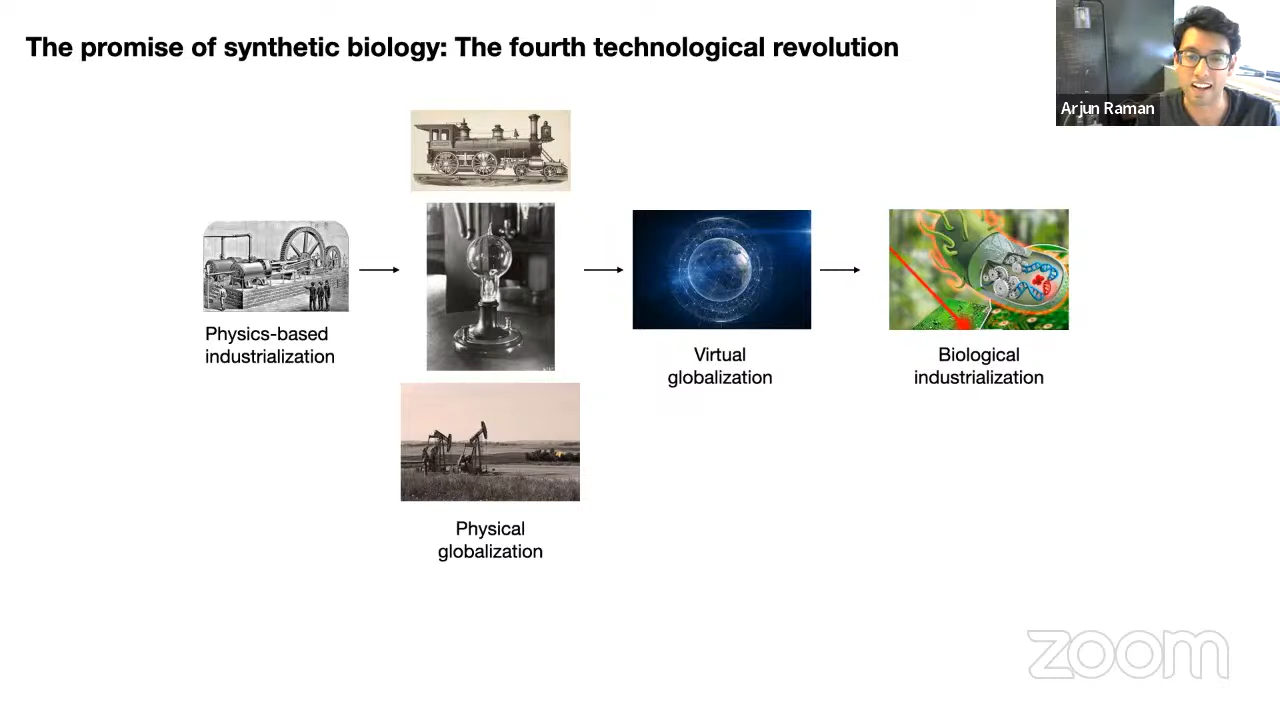 The promise of synthetic biology: The fourth technological revolution
Arjun Raman
Physics-based
industrialization
Physical
globalization
Virtual
globalization
Biological
industrialization
zoom